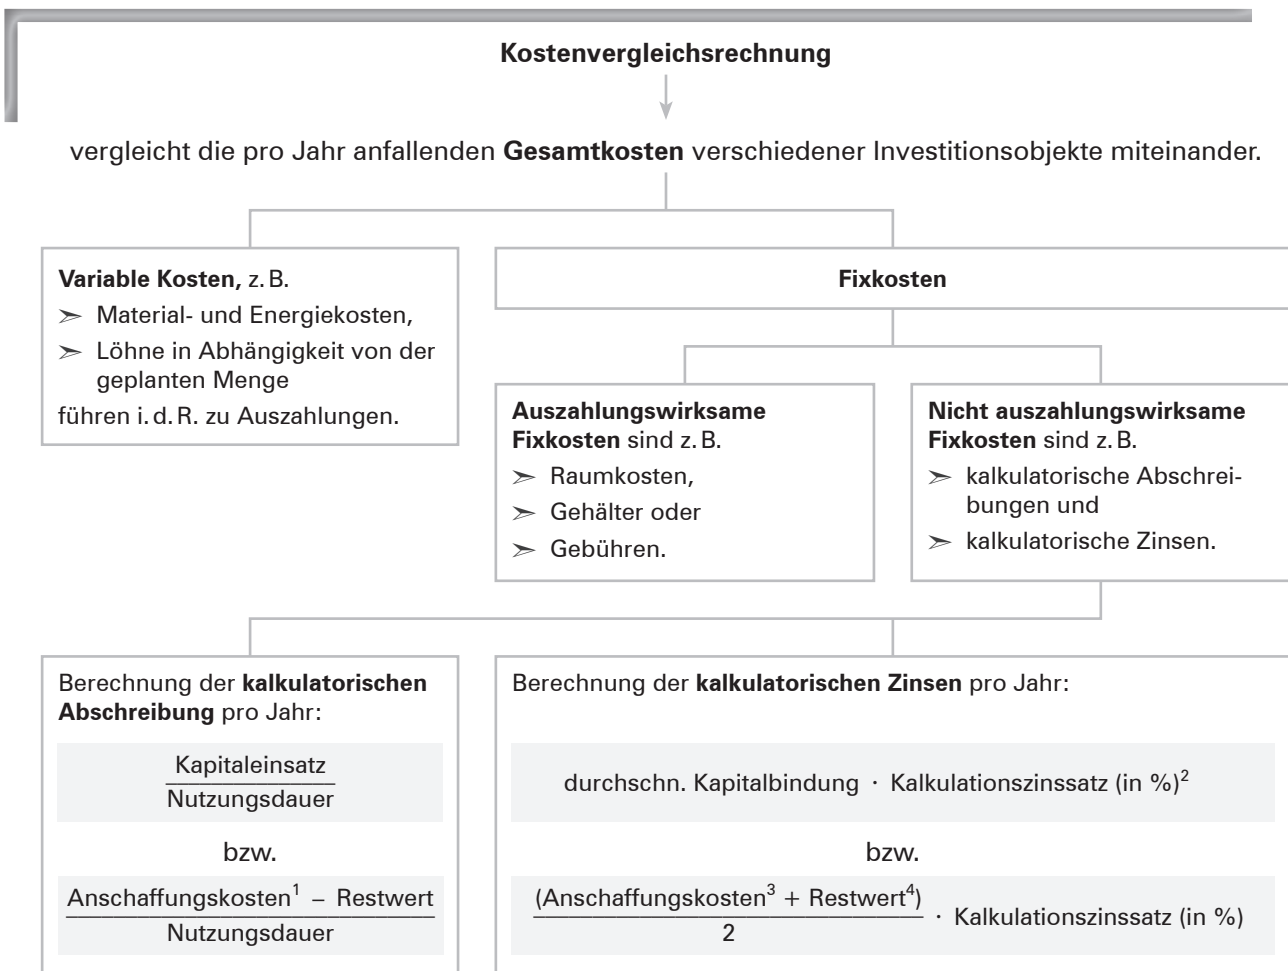 Kostenvergleichsrechnung
vergleicht die pro Jahr anfallenden Gesamtkosten verschiedener Investitionsobjekte miteinander.
Variable Kosten, z. B.
➣ Material- und Energiekosten,
➣ Löhne in Abhängigkeit von der
geplanten Menge
führen i. d. R. zu Auszahlungen.
Fixkosten
Auszahlungswirksame
Fixkosten sind z. B.
➣ Raumkosten,
➣ Gehälter oder
➣ Gebühren.
Nicht auszahlungswirksame
Fixkosten sind z. B.
➣ kalkulatorische Abschrei-
bungen und
➣ kalkulatorische Zinsen.
Berechnung der kalkulatorischen
Abschreibung pro Jahr:
Kapitaleinsatz
Nutzungsdauer
bzw.
Anschaffungskosten¹ – Restwert
Nutzungsdauer
Berechnung der kalkulatorischen Zinsen pro Jahr:
durchschn. Kapitalbindung · Kalkulationszinssatz (in %)²
bzw.
(Anschaffungskosten³ + Restwert⁴)
2
· Kalkulationszinssatz (in %)